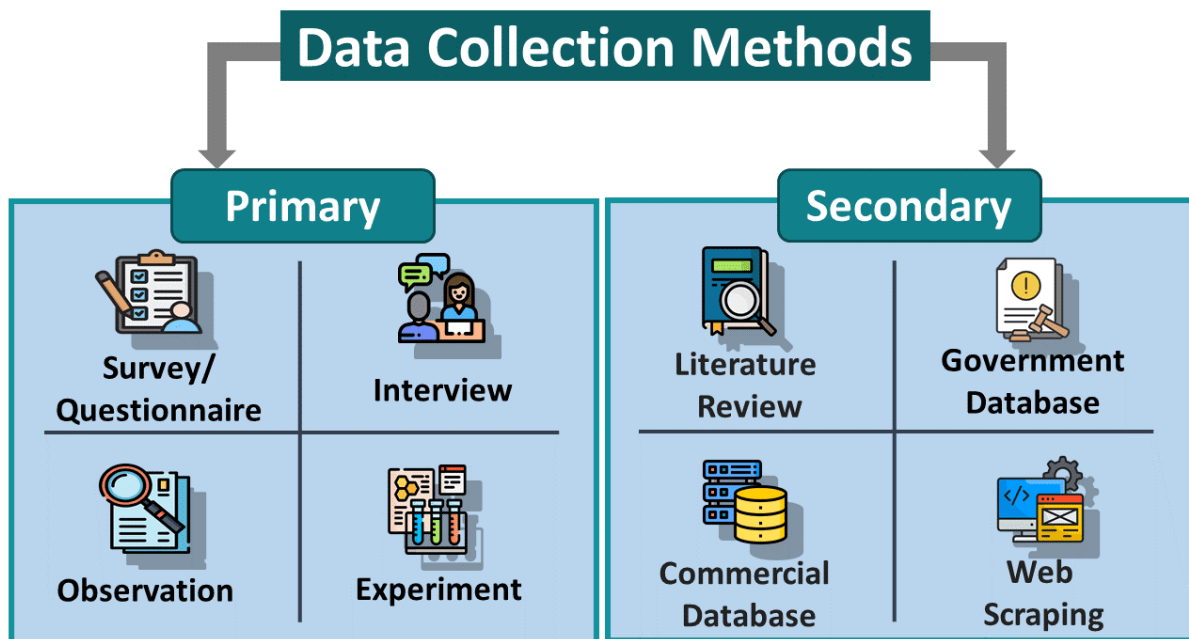 Data Collection Methods
Primary
Survey/
Questionnaire
Interview
Observation
Experiment
Secondary
Literature
Review
Government
Database
Commercial
Database
Web
Scraping